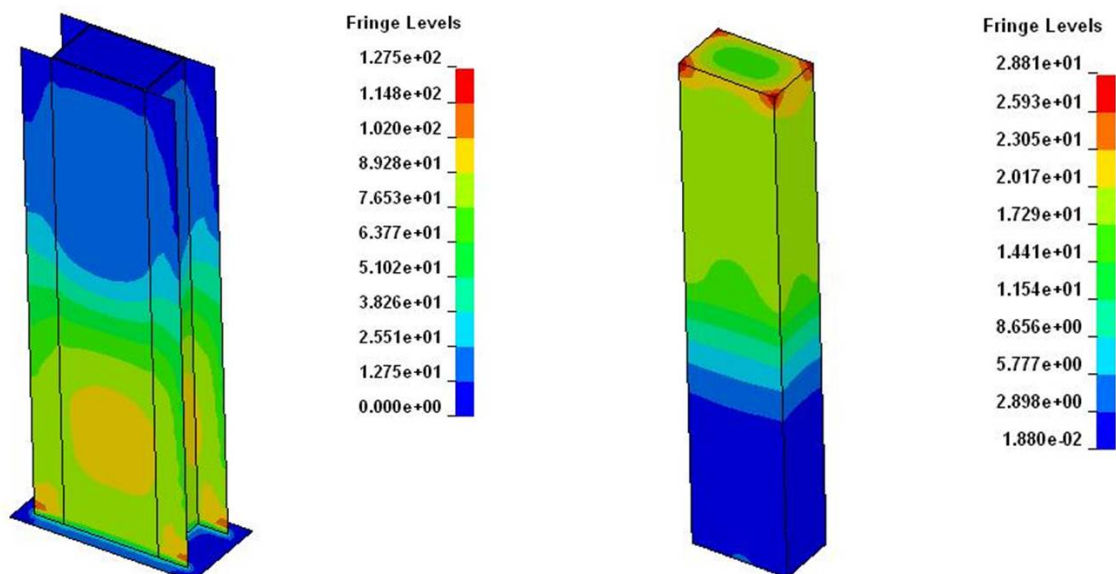 Fringe Levels
1.275e+02
1.148e+02
1.020e+02
8.928e+01
7.653e+01
6.377e+01
5.102e+01
3.826e+01
2.551e+01
1.275e+01
0.000e+00
Fringe Levels
2.881e+01
2.593e+01
2.305e+01
2.017e+01
1.729e+01
1.441e+01
1.154e+01
8.656e+00
5.777e+00
2.898e+00
1.880e-02